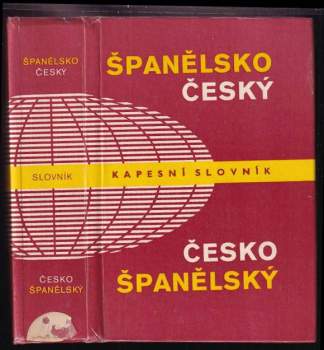 ŠPANĚLSKO
ČESKÝ
SLOVNÍK
ČESKO
ŠPANĚLSKÝ
ŠPANĚLSKO
ČESKÝ
KAPESNÍ SLOVNÍK
ČESKO
ŠPANĚLSKÝ